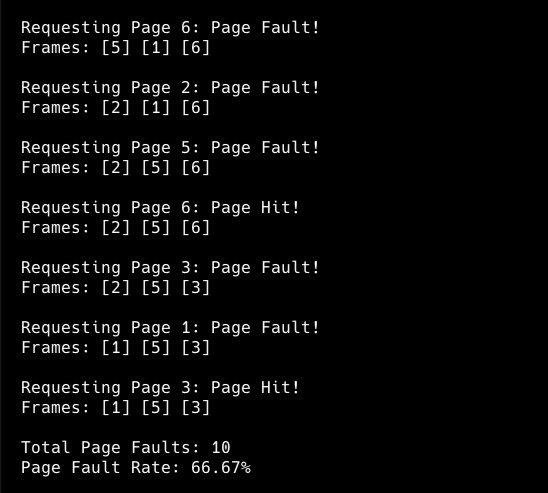 Requesting Page 6: Page Fault!
Frames: [5] [1] [6]
Requesting Page 2: Page Fault!
Frames: [2] [1] [6]
Requesting Page 5: Page Fault!
Frames: [2] [5] [6]
Requesting Page 6: Page Hit!
Frames: [2] [5] [6]
Requesting Page 3: Page Fault!
Frames: [2] [5] [3]
Requesting Page 1: Page Fault!
Frames: [1] [5] [3]
Requesting Page 3: Page Hit!
Frames: [1] [5] [3]
Total Page Faults: 10
Page Fault Rate: 66.67%